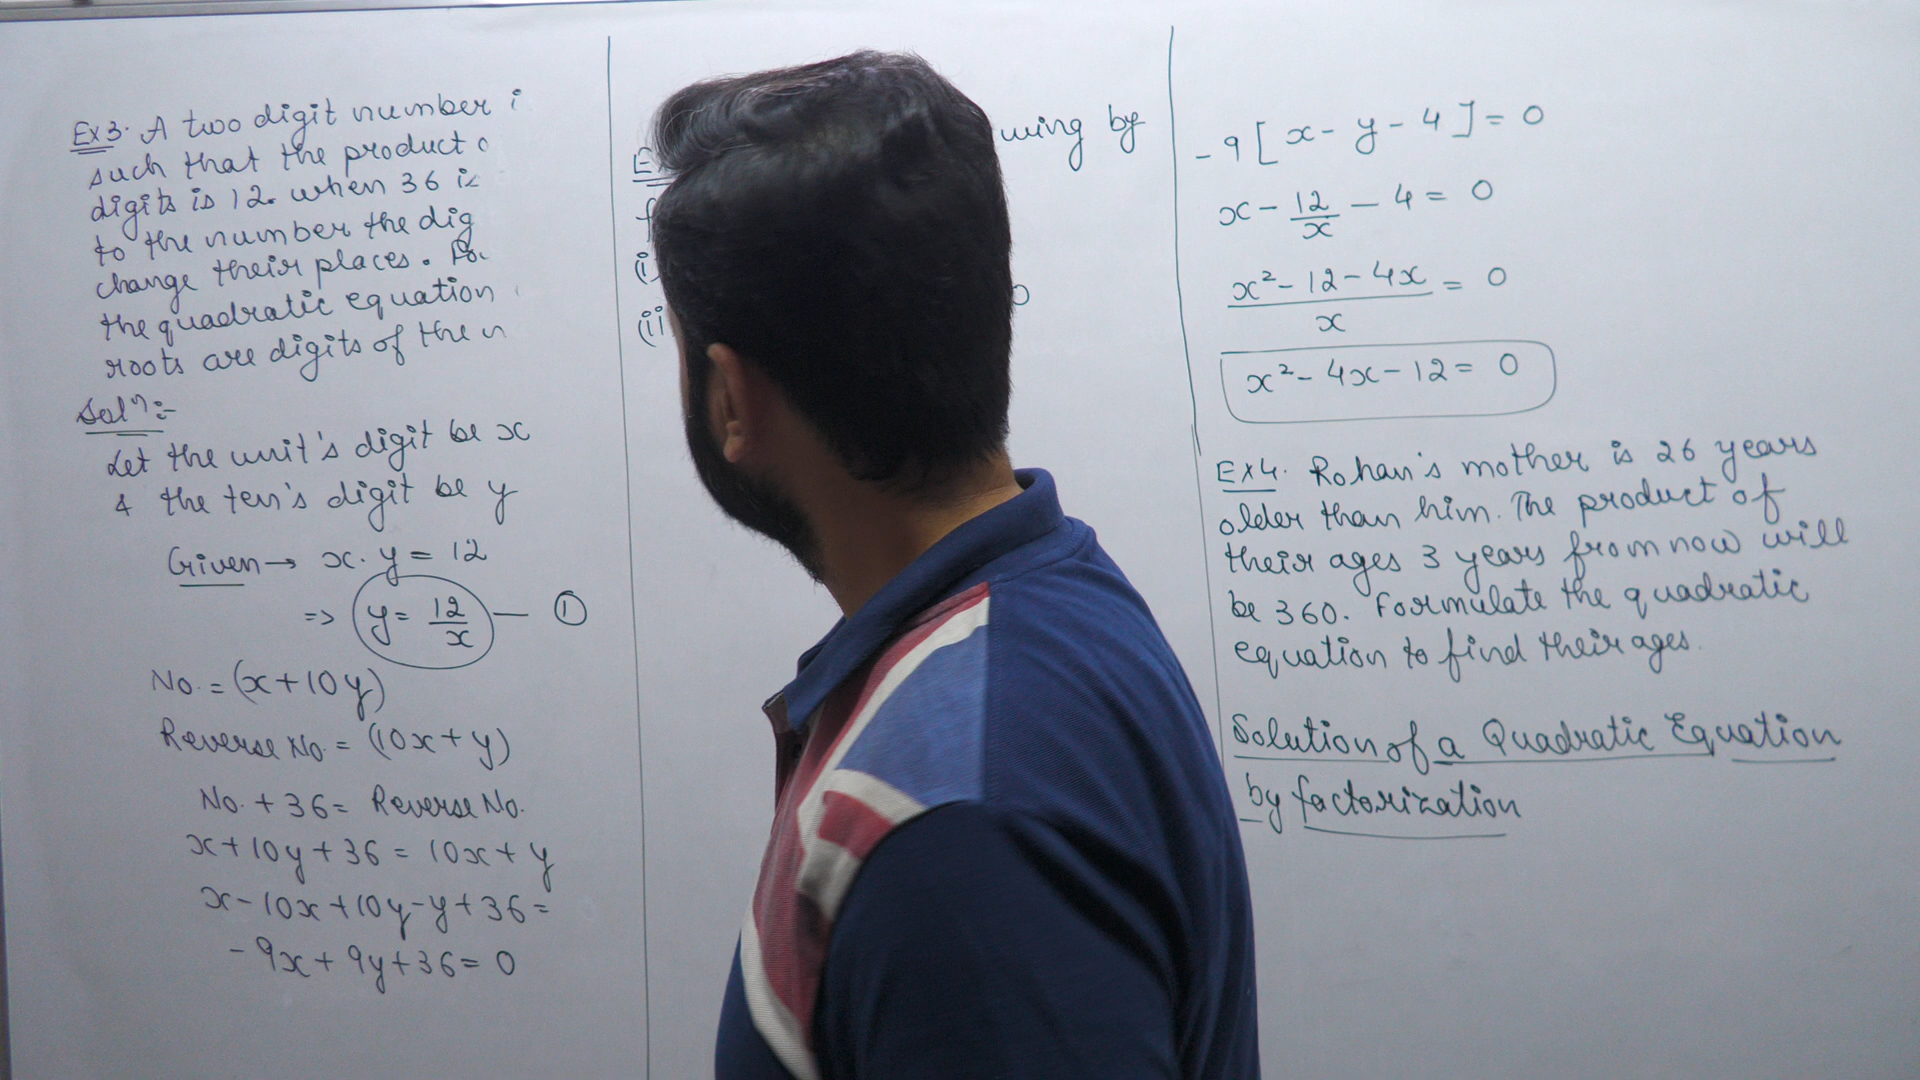 Ex3. A two digit number i
such that the product o
digits is 12. when 36 is
to the number the dig
change their places.
the quadratic equation
roots are digits of the
Solⁿ:-
Let the unit's digit be x
& the ten's digit be y
Given → x. y = 12
=> y = 12/x — ①
No. = (x+10y)
Reverse No. = (10x+y)
No. + 36 = Reverse No.
x+10y+36 = 10x+y
x-10x+10y-y+36 =
-9x+9y+36 = 0
wing by
(i)
(ii
-9[x-y-4] = 0
x - 12/x - 4 = 0
x²-12-4x/x = 0
x²-4x-12 = 0
Ex4. Rohan's mother is 26 years
older than him. The product of
their ages 3 years from now will
be 360. Formulate the quadratic
equation to find their ages.
Solution of a Quadratic Equation
by factorization